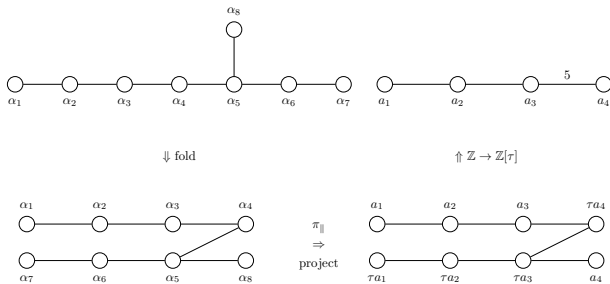 α₈
α₁ α₂ α₃ α₄ α₅ α₆ α₇
5
a₁ a₂ a₃ a₄
⇓ fold
⇑ ℤ → ℤ[τ]
α₁ α₂ α₃ α₄
α₇ α₆ α₅ α₈
π∥
⇒
project
a₁ a₂ a₃ τa₄
τa₁ τa₂ τa₃ a₄